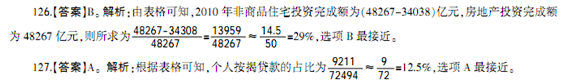 126.【答案】B。解析：由表格可知，2010 年非商品住宅投资完成额为(48267-34038)亿元，房地产投资完成额
为 48267 亿元，则所求为 48267-34308/48267 = 13959/48267 ≈ 14.5/50 =29%，选项 B 最接近。
127.【答案】A。解析：根据表格可知，个人按揭贷款的占比为 9211/72494 ≈ 9/72 =12.5%，选项 A 最接近。